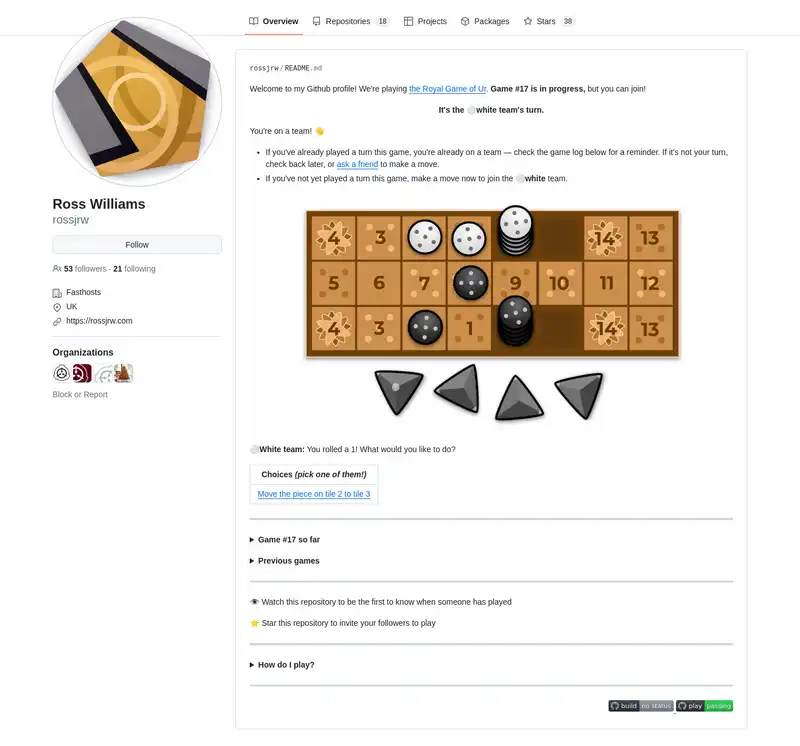 Overview
Repositories 18
Projects
Packages
Stars 38
Ross Williams
rossjrw
Follow
53 followers · 21 following
Fasthosts
UK
https://rossjrw.com
Organizations
Block or Report
rossjrw/README.md
Welcome to my Github profile! We're playing the Royal Game of Ur. Game #17 is in progress, but you can join!
It's the ⚪white team's turn.
You're on a team! 👋
• If you've already played a turn this game, you're already on a team — check the game log below for a reminder. If it's not your turn,
check back later, or ask a friend to make a move.
• If you've not yet played a turn this game, make a move now to join the ⚪white team.
4 3 14 13
5 6 7 9 10 11 12
4 3 1 14 13
⚪White team: You rolled a 1! What would you like to do?
Choices (pick one of them!)
Move the piece on tile 2 to tile 3
▶ Game #17 so far
▶ Previous games
👁 Watch this repository to be the first to know when someone has played
⭐ Star this repository to invite your followers to play
▶ How do I play?
build no status
play passing